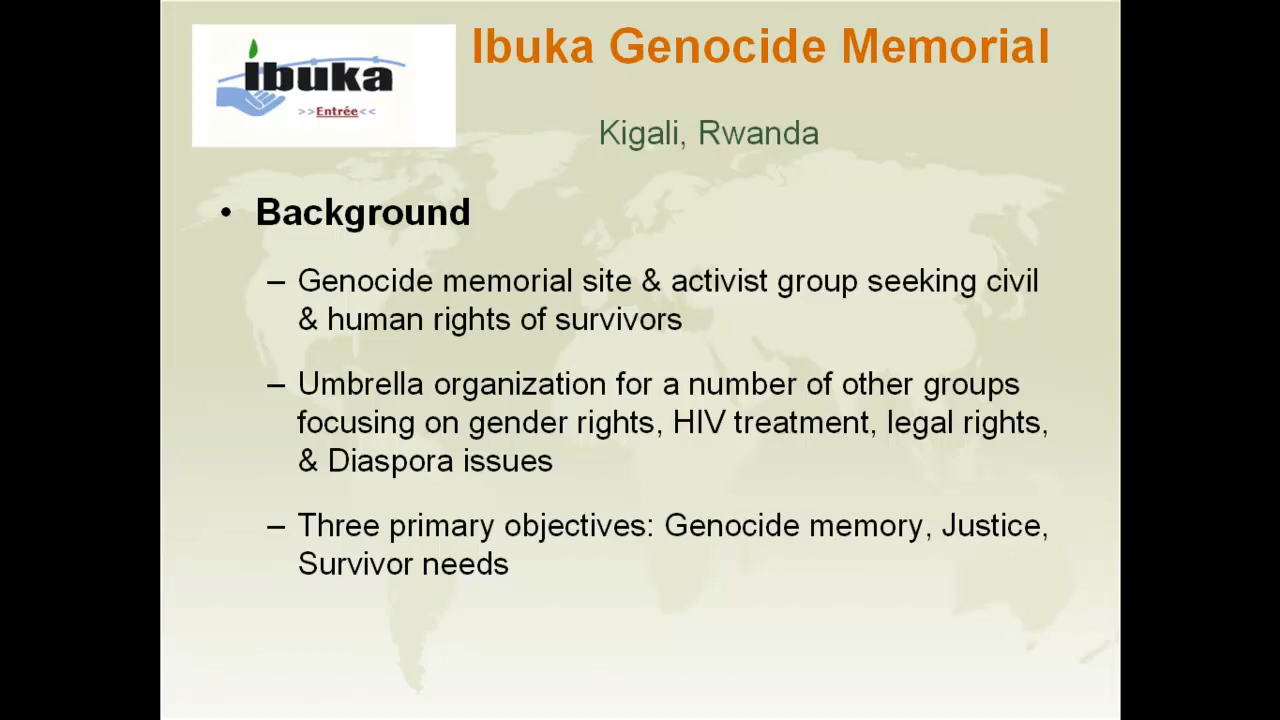 ibuka
>>Entrée<<
Ibuka Genocide Memorial
Kigali, Rwanda
• Background
– Genocide memorial site & activist group seeking civil
& human rights of survivors
– Umbrella organization for a number of other groups
focusing on gender rights, HIV treatment, legal rights,
& Diaspora issues
– Three primary objectives: Genocide memory, Justice,
Survivor needs